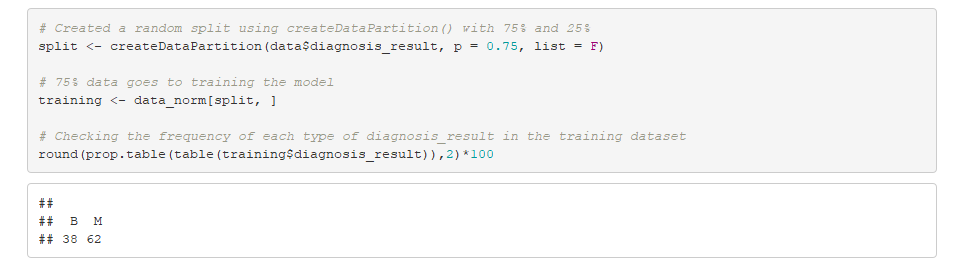 # Created a random split using createDataPartition() with 75% and 25%
split <- createDataPartition(data$diagnosis_result, p = 0.75, list = F)
# 75% data goes to training the model
training <- data_norm[split, ]
# Checking the frequency of each type of diagnosis_result in the training dataset
round(prop.table(table(training$diagnosis_result)),2)*100
##
##  B  M
## 38 62